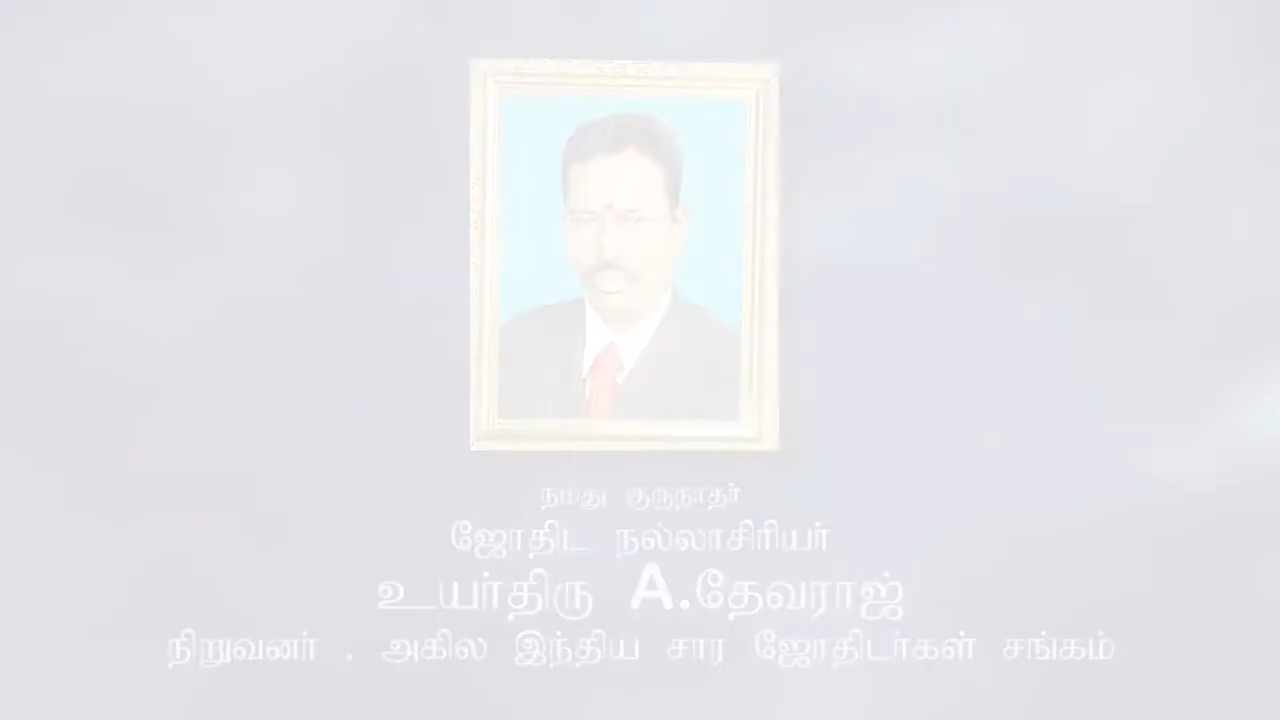 நமது குருநாதர்
ஜோதிட நல்லாசிரியர்
உயர்திரு A.தேவராஜ்
நிறுவனர் . அகில இந்திய சார ஜோதிடர்கள் சங்கம்